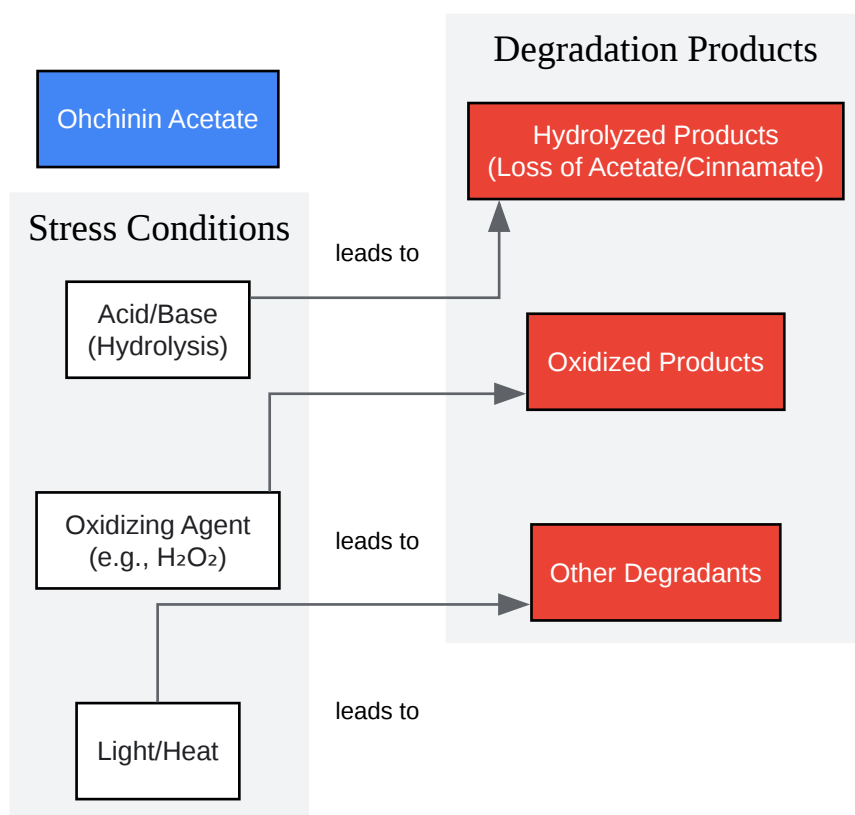 Degradation Products
Ohchinin Acetate
Hydrolyzed Products
(Loss of Acetate/Cinnamate)
Stress Conditions
leads to
Acid/Base
(Hydrolysis)
Oxidized Products
Oxidizing Agent
(e.g., H₂O₂)
leads to
Other Degradants
leads to
Light/Heat